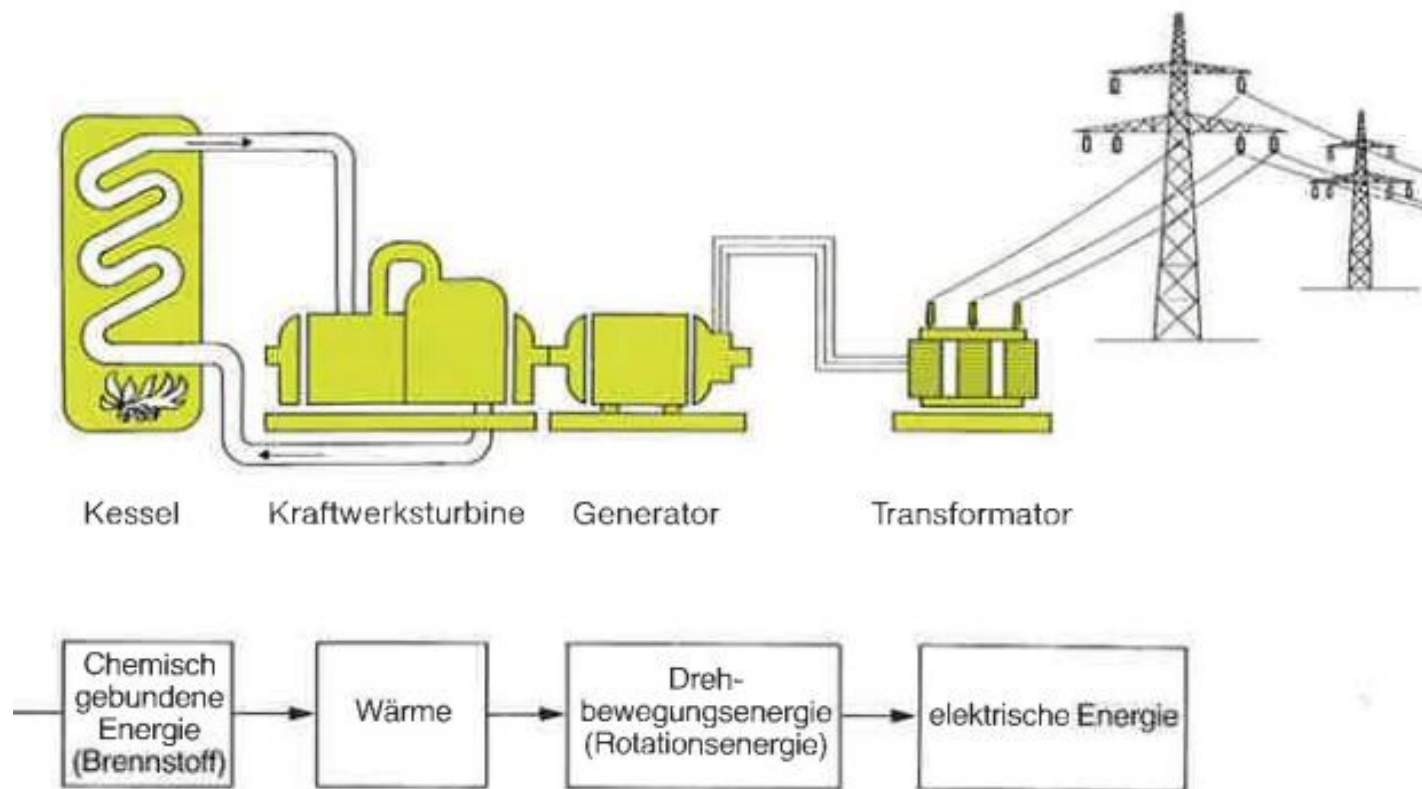 Kessel
Kraftwerksturbine
Generator
Transformator
Chemisch
gebundene
Energie
(Brennstoff)
Wärme
Dreh-
bewegungsenergie
(Rotationsenergie)
elektrische Energie